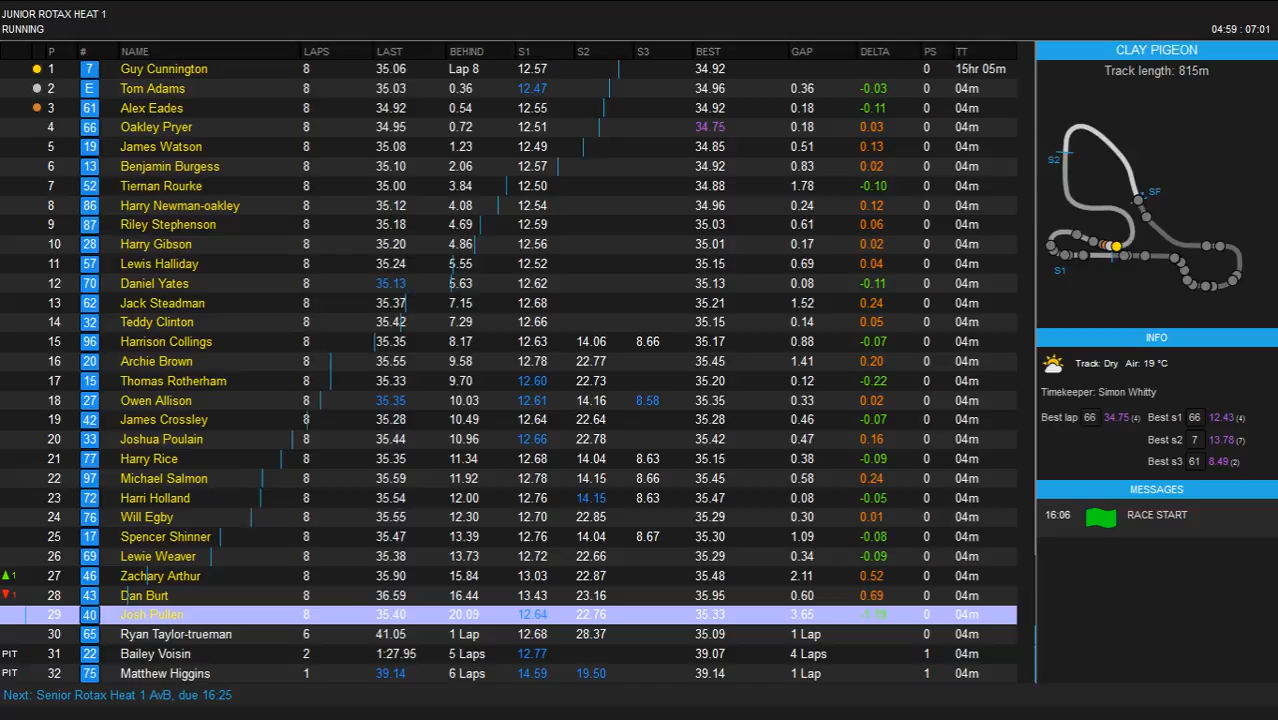 JUNIOR ROTAX HEAT 1
RUNNING
04:59 : 07:01
P # NAME LAPS LAST BEHIND S1 S2 S3 BEST GAP DELTA PS TT
1 7 Guy Cunnington 8 35.06 Lap 8 12.57 34.92 0 15hr 05m
2 E Tom Adams 8 35.03 0.36 12.47 34.96 0.36 -0.03 0 04m
3 61 Alex Eades 8 34.92 0.54 12.55 34.92 0.18 -0.11 0 04m
4 66 Oakley Pryer 8 34.95 0.72 12.51 34.75 0.18 0.03 0 04m
5 19 James Watson 8 35.08 1.23 12.49 34.85 0.51 0.13 0 04m
6 13 Benjamin Burgess 8 35.10 2.06 12.57 34.92 0.83 0.02 0 04m
7 52 Tiernan Rourke 8 35.00 3.84 12.50 34.88 1.78 -0.10 0 04m
8 86 Harry Newman-oakley 8 35.12 4.08 12.54 34.96 0.24 0.12 0 04m
9 87 Riley Stephenson 8 35.18 4.69 12.59 35.03 0.61 0.06 0 04m
10 28 Harry Gibson 8 35.20 4.86 12.56 35.01 0.17 0.02 0 04m
11 57 Lewis Halliday 8 35.24 5.55 12.52 35.15 0.69 0.04 0 04m
12 70 Daniel Yates 8 35.13 5.63 12.62 35.13 0.08 -0.11 0 04m
13 62 Jack Steadman 8 35.37 7.15 12.68 35.21 1.52 0.24 0 04m
14 32 Teddy Clinton 8 35.42 7.29 12.66 35.15 0.14 0.05 0 04m
15 96 Harrison Collings 8 35.35 8.17 12.63 14.06 8.66 35.17 0.88 -0.07 0 04m
16 20 Archie Brown 8 35.55 9.58 12.78 22.77 35.45 1.41 0.20 0 04m
17 15 Thomas Rotherham 8 35.33 9.70 12.60 22.73 35.20 0.12 -0.22 0 04m
18 27 Owen Allison 8 35.35 10.03 12.61 14.16 8.58 35.35 0.33 0.02 0 04m
19 42 James Crossley 8 35.28 10.49 12.64 22.64 35.28 0.46 -0.07 0 04m
20 33 Joshua Poulain 8 35.44 10.96 12.66 22.78 35.42 0.47 0.16 0 04m
21 77 Harry Rice 8 35.35 11.34 12.68 14.04 8.63 35.15 0.38 -0.09 0 04m
22 97 Michael Salmon 8 35.59 11.92 12.78 14.15 8.66 35.45 0.58 0.24 0 04m
23 72 Harri Holland 8 35.54 12.00 12.76 14.15 8.63 35.47 0.08 -0.05 0 04m
24 76 Will Egby 8 35.55 12.30 12.70 22.85 35.29 0.30 0.01 0 04m
25 17 Spencer Shinner 8 35.47 13.39 12.76 14.04 8.67 35.30 1.09 -0.08 0 04m
26 69 Lewie Weaver 8 35.38 13.73 12.72 22.66 35.29 0.34 -0.09 0 04m
1 27 46 Zachary Arthur 8 35.90 15.84 13.03 22.87 35.48 2.11 0.52 0 04m
1 28 43 Dan Burt 8 36.59 16.44 13.43 23.16 35.95 0.60 0.69 0 04m
29 40 Josh Pullen 8 35.40 20.09 12.64 22.76 35.33 3.65 0 04m
30 65 Ryan Taylor-trueman 6 41.05 1 Lap 12.68 28.37 35.09 1 Lap 0 04m
PIT 31 22 Bailey Voisin 2 1:27.95 5 Laps 12.77 39.07 4 Laps 1 04m
PIT 32 75 Matthew Higgins 1 39.14 6 Laps 14.59 19.50 39.14 1 Lap 1 04m
Next: Senior Rotax Heat 1 AvB, due 16:25
CLAY PIGEON
Track length: 815m
S2
SF
S1
INFO
Track: Dry Air: 19 °C
Timekeeper: Simon Whitty
Best lap 66 34.75 (4) Best s1 66 12.43 (4)
Best s2 7 13.78 (7)
Best s3 61 8.49 (2)
MESSAGES
16:06 RACE START